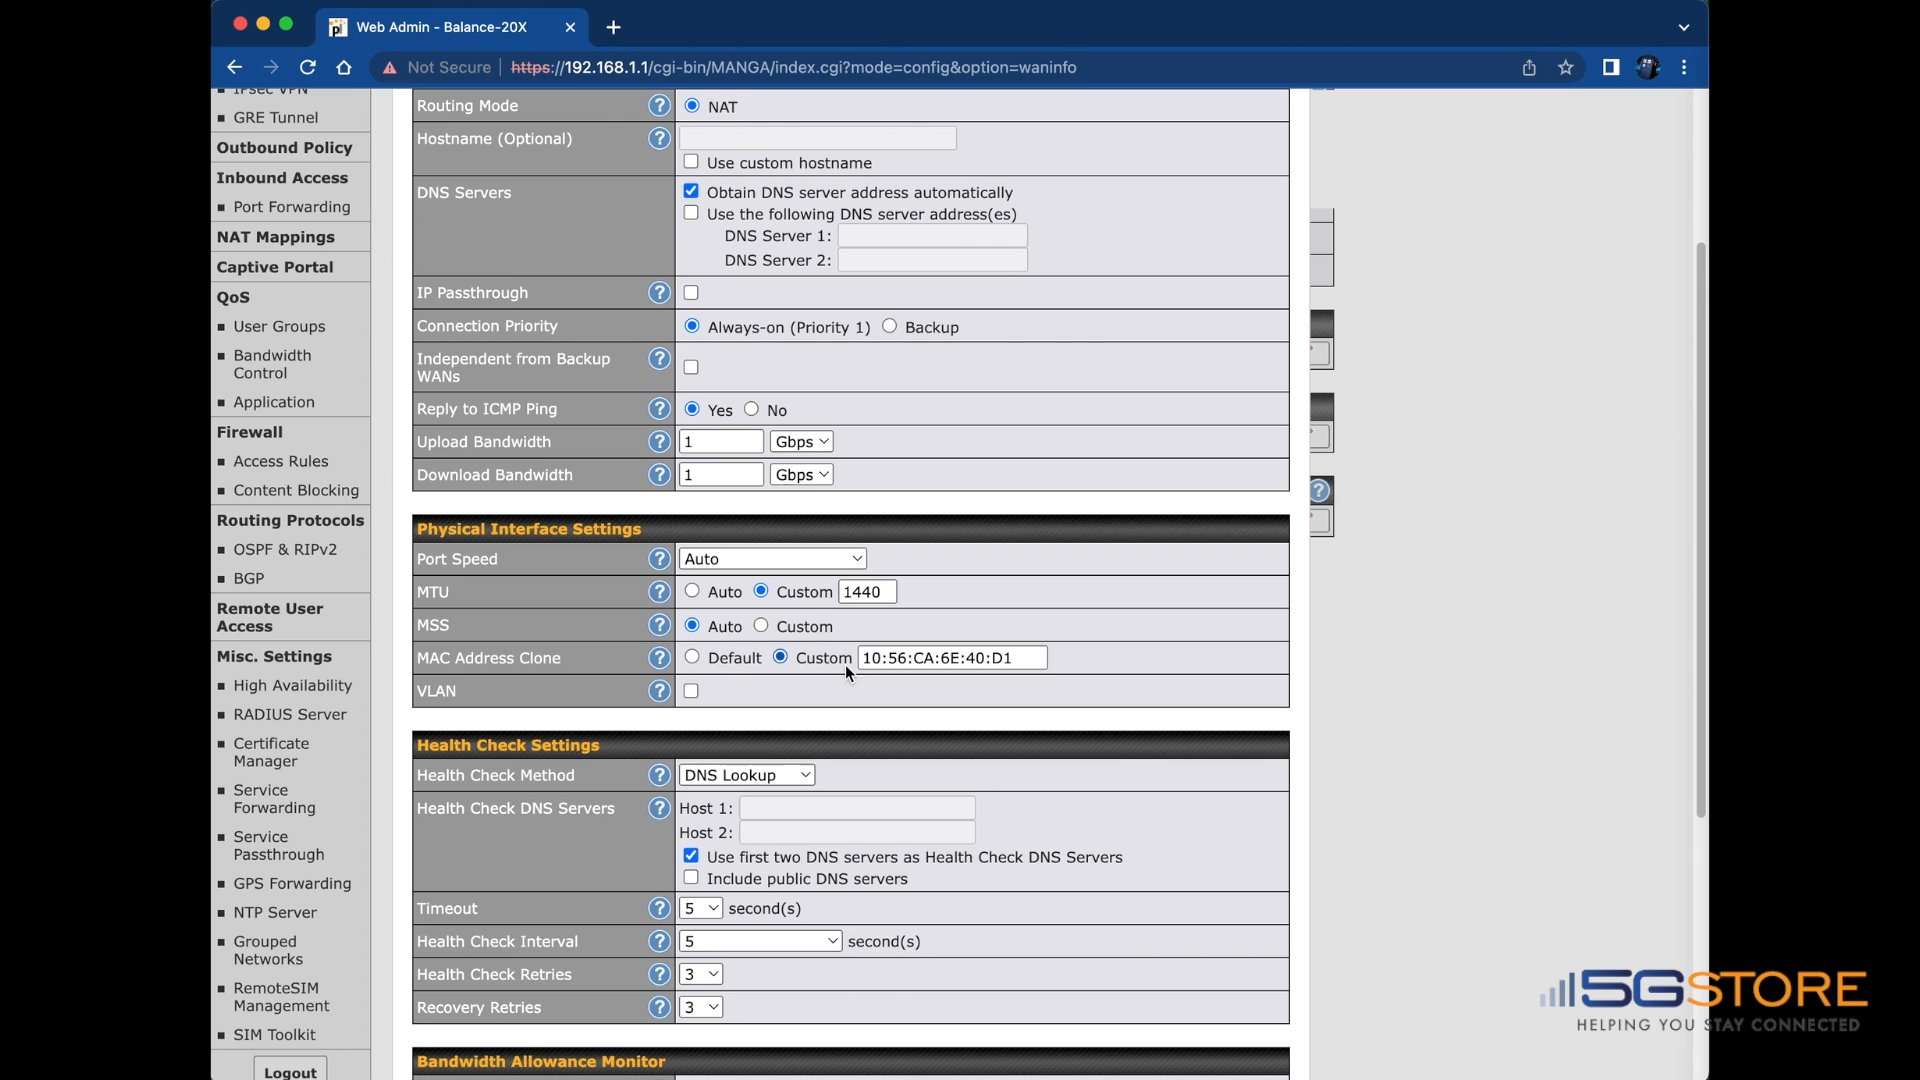 Web Admin - Balance-20X
Not Secure https://192.168.1.1/cgi-bin/MANGA/index.cgi?mode=config&option=waninfo
IPsec VPN
GRE Tunnel
Outbound Policy
Inbound Access
Port Forwarding
NAT Mappings
Captive Portal
QoS
User Groups
Bandwidth
Control
Application
Firewall
Access Rules
Content Blocking
Routing Protocols
OSPF & RIPv2
BGP
Remote User
Access
Misc. Settings
High Availability
RADIUS Server
Certificate
Manager
Service
Forwarding
Service
Passthrough
GPS Forwarding
NTP Server
Grouped
Networks
RemoteSIM
Management
SIM Toolkit
Logout
Routing Mode ? NAT
Hostname (Optional) ?
Use custom hostname
DNS Servers Obtain DNS server address automatically
Use the following DNS server address(es)
DNS Server 1:
DNS Server 2:
IP Passthrough ?
Connection Priority Always-on (Priority 1) Backup
Independent from Backup ?
WANs
Reply to ICMP Ping ? Yes No
Upload Bandwidth ? 1 Gbps
Download Bandwidth ? 1 Gbps
Physical Interface Settings
Port Speed ? Auto
MTU ? Auto Custom 1440
MSS ? Auto Custom
MAC Address Clone ? Default Custom 10:56:CA:6E:40:D1
VLAN ?
Health Check Settings
Health Check Method ? DNS Lookup
Health Check DNS Servers ? Host 1:
Host 2:
Use first two DNS servers as Health Check DNS Servers
Include public DNS servers
Timeout ? 5 second(s)
Health Check Interval ? 5 second(s)
Health Check Retries ? 3
Recovery Retries ? 3
Bandwidth Allowance Monitor
?
5GSTORE
HELPING YOU STAY CONNECTED